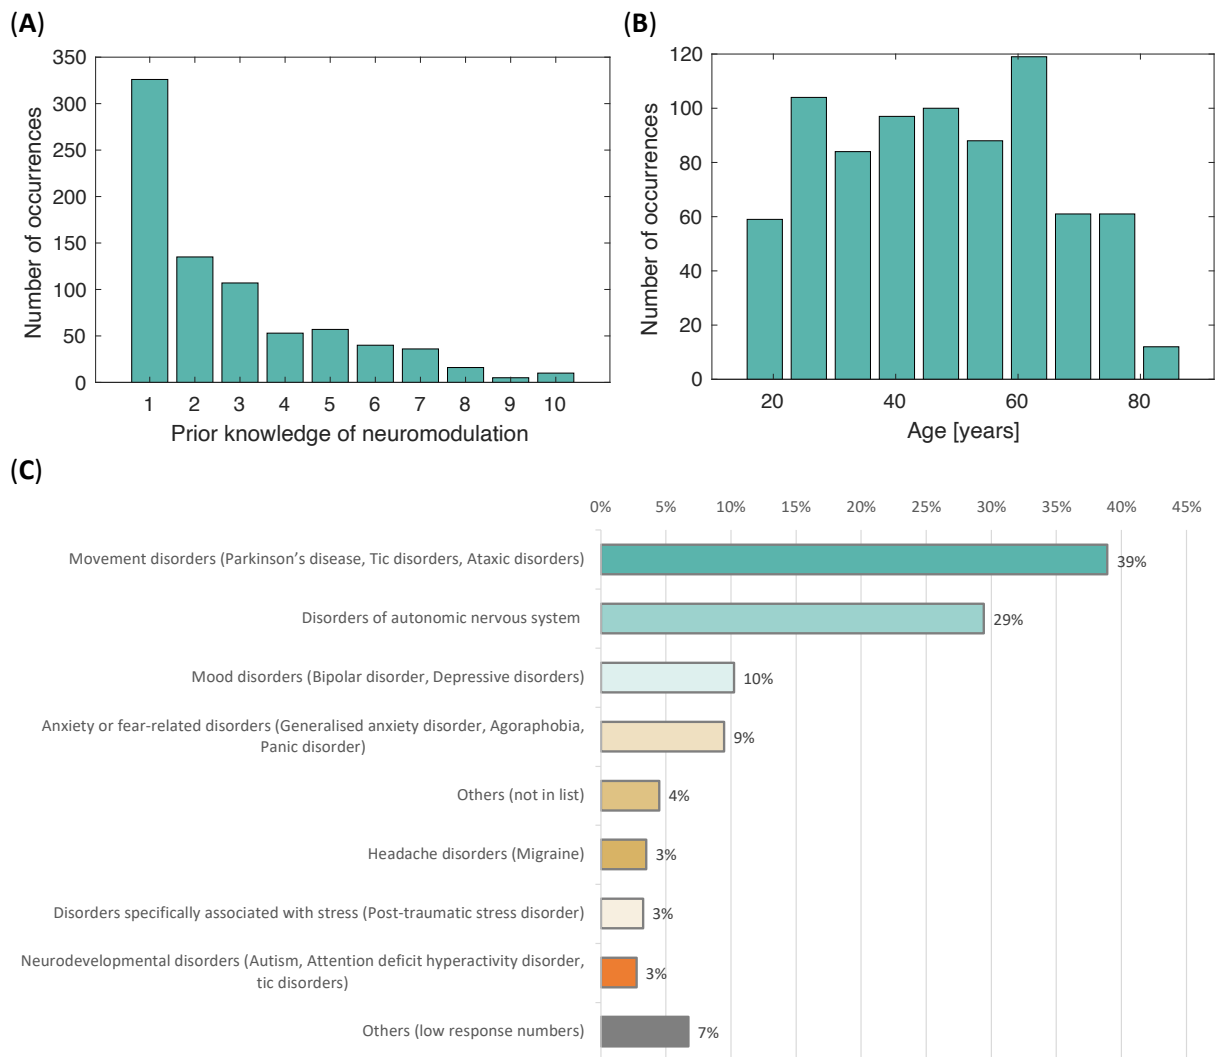 (A)
350
300
250
200
150
100
50
0
Number of occurrences
1 2 3 4 5 6 7 8 9 10
Prior knowledge of neuromodulation
(B)
120
100
80
60
40
20
0
Number of occurrences
20 40 60 80
Age [years]
(C)
0% 5% 10% 15% 20% 25% 30% 35% 40% 45%
Movement disorders (Parkinson's disease, Tic disorders, Ataxic disorders)
39%
Disorders of autonomic nervous system
29%
Mood disorders (Bipolar disorder, Depressive disorders)
10%
Anxiety or fear-related disorders (Generalised anxiety disorder, Agoraphobia,
Panic disorder)
9%
Others (not in list)
4%
Headache disorders (Migraine)
3%
Disorders specifically associated with stress (Post-traumatic stress disorder)
3%
Neurodevelopmental disorders (Autism, Attention deficit hyperactivity disorder,
tic disorders)
3%
Others (low response numbers)
7%